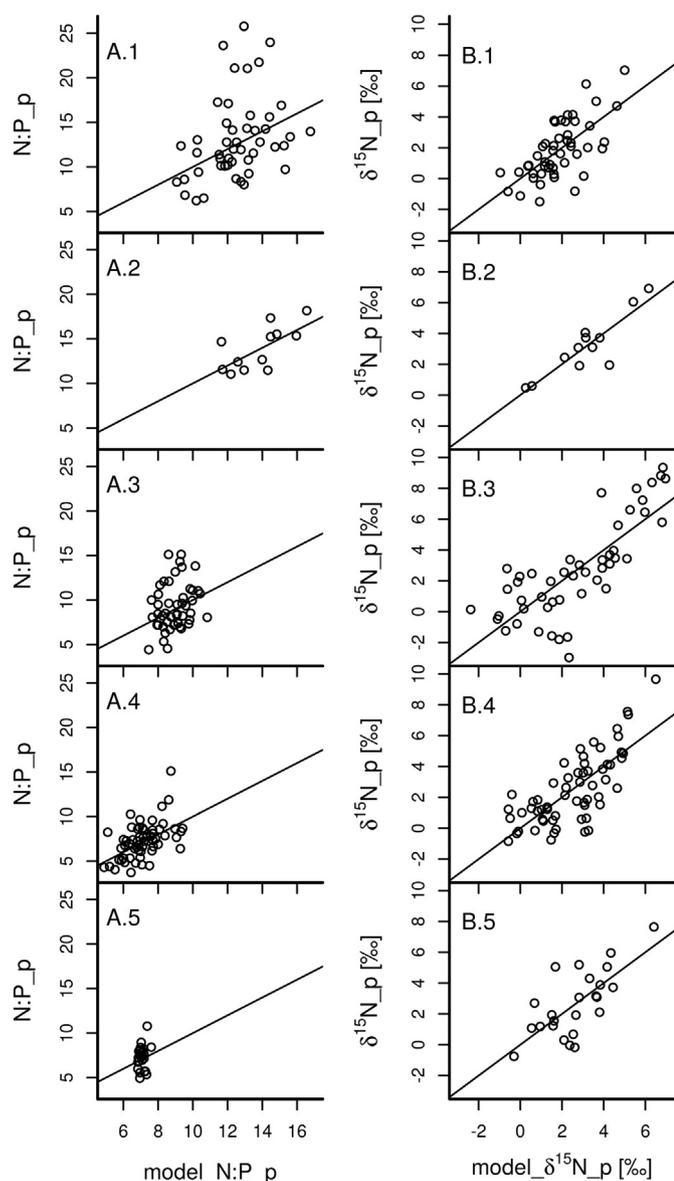 A.1
N:P_p
5 10 15 20 25
B.1
δ15N_p [‰]
-2 0 2 4 6 8 10
A.2
N:P_p
5 10 15 20 25
B.2
δ15N_p [‰]
-2 0 2 4 6 8 10
A.3
N:P_p
5 10 15 20 25
B.3
δ15N_p [‰]
-2 0 2 4 6 8 10
A.4
N:P_p
5 10 15 20 25
B.4
δ15N_p [‰]
-2 0 2 4 6 8 10
A.5
N:P_p
5 10 15 20 25
B.5
δ15N_p [‰]
-2 0 2 4 6 8 10
6 8 10 12 14 16
-2 0 2 4 6
model N:P p
model_δ15N_p [‰]